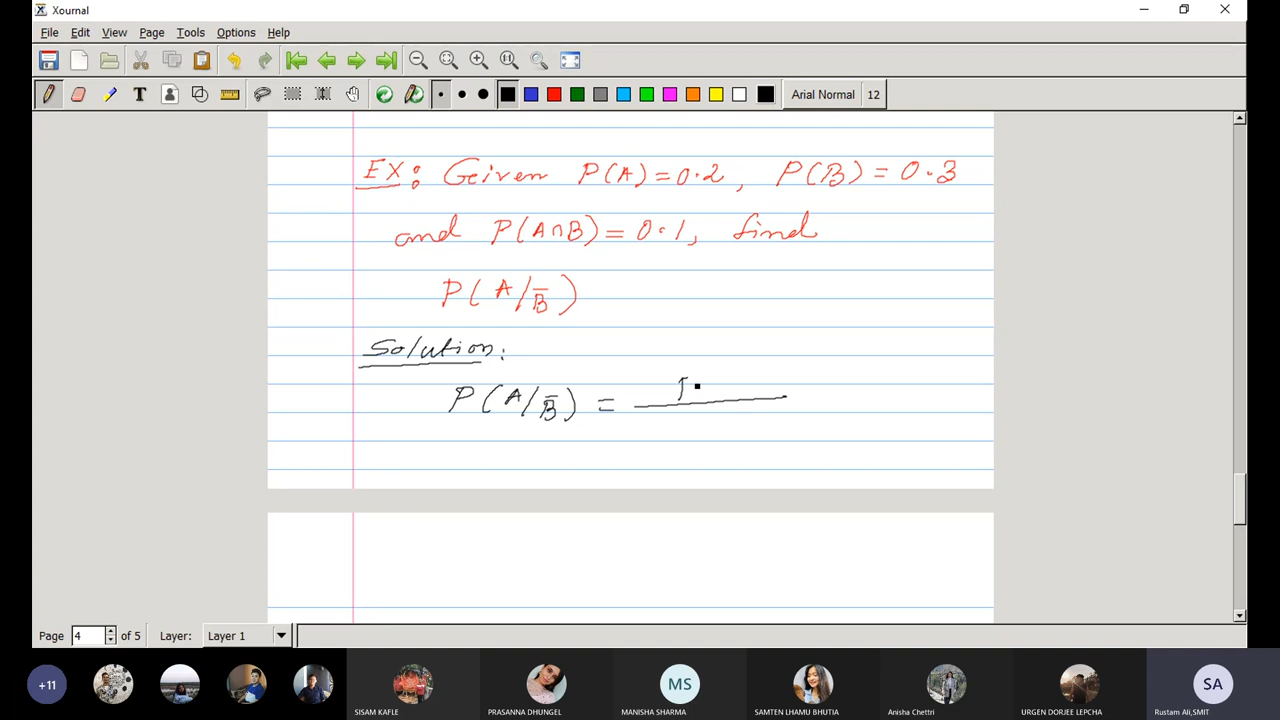 Xournal
File Edit View Page Tools Options Help
Arial Normal 12
EX: Geiven P(A) = 0.2, P(B) = 0.3
and P(A∩B) = 0.1, find
P(A/B̅)
Solution:
P(A/B̅) =
Page 4 of 5 Layer: Layer 1
+11 MS SA
SISAM KAFLE PRASANNA DHUNGEL MANISHA SHARMA SAMTEN LHAMU BHUTIA Anisha Chettri URGEN DORJEE LEPCHA Rustam Ali,SMIT